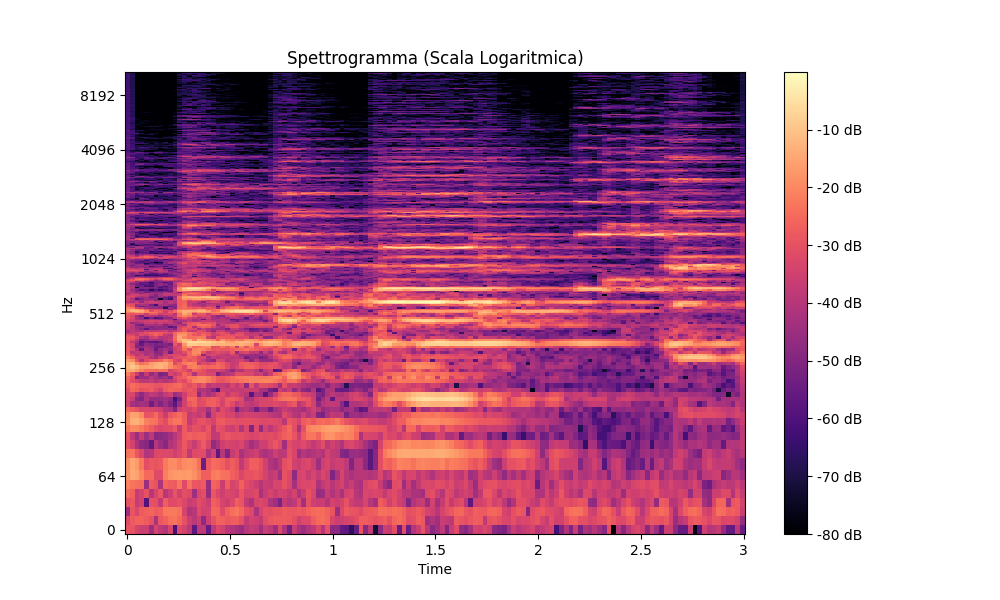 Spettrogramma (Scala Logaritmica)
8192
4096
2048
1024
512
256
128
64
0
Hz
0
0.5
1
1.5
2
2.5
3
Time
-10 dB
-20 dB
-30 dB
-40 dB
-50 dB
-60 dB
-70 dB
-80 dB